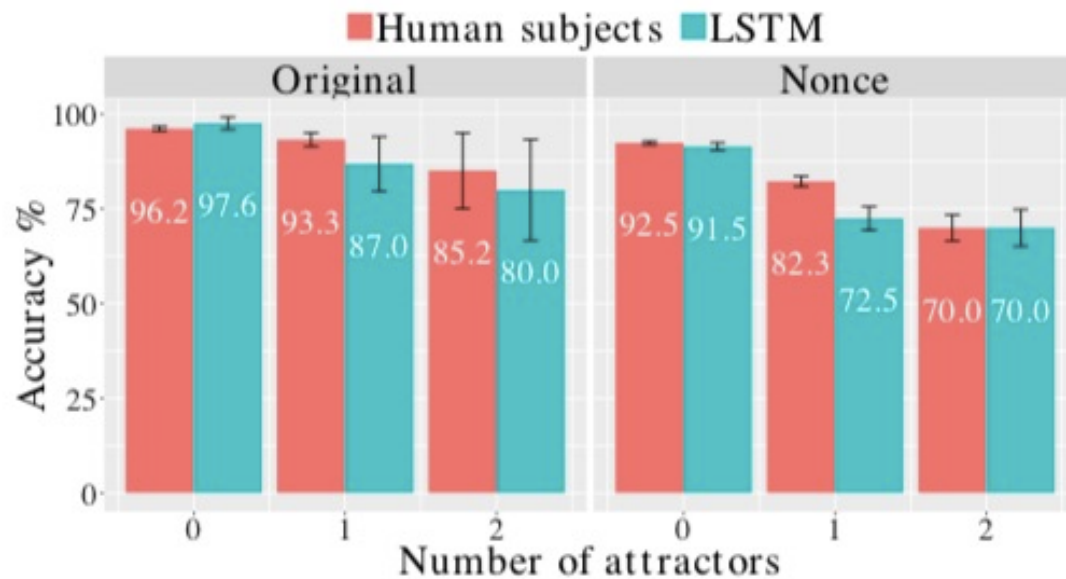 Human subjects LSTM
Original Nonce
Accuracy %
100
75
50
25
0
96.2 97.6 93.3 87.0 85.2 80.0
92.5 91.5 82.3 72.5 70.0 70.0
0 1 2 0 1 2
Number of attractors